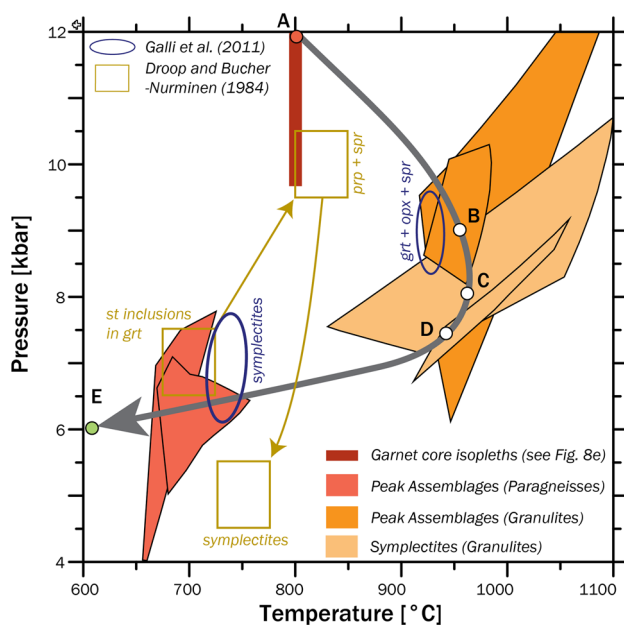 A
12
Galli et al. (2011)
Droop and Bucher
-Nurminen (1984)
prp + spr
10
grt + opx + spr
B
8
C
st inclusions
in grt
symplectites
D
E
6
Garnet core isopleths (see Fig. 8e)
Peak Assemblages (Paragneisses)
Peak Assemblages (Granulites)
symplectites
Symplectites (Granulites)
4
600
700
800
900
1000
1100
Temperature [°C]
Pressure [kbar]